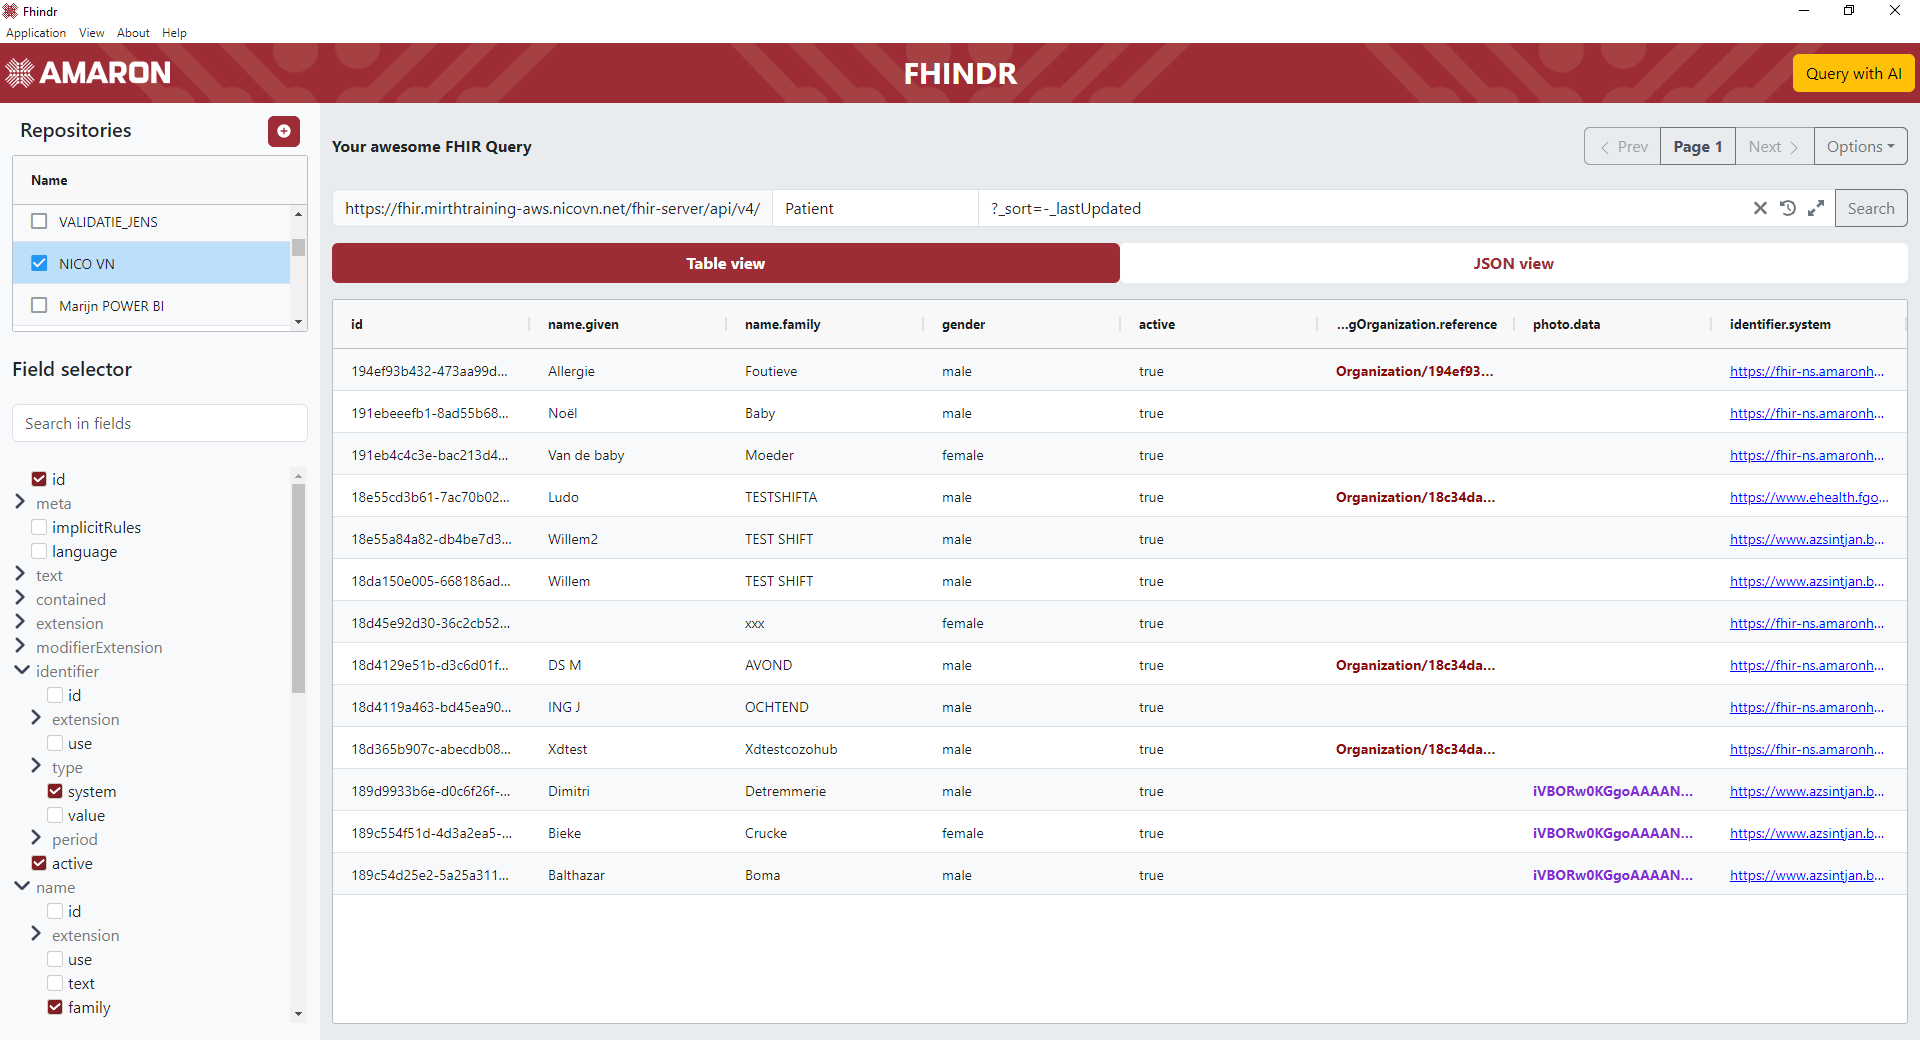 Fhindr
Application View About Help
AMARON
FHINDR
Query with AI
Repositories
Name
VALIDATIE_JENS
NICO VN
Marijn POWER BI
Field selector
Search in fields
id
meta
implicitRules
language
text
contained
extension
modifierExtension
identifier
id
extension
use
type
system
value
period
active
name
id
extension
use
text
family
Your awesome FHIR Query
Prev Page 1 Next Options
https://fhir.mirthtraining-aws.nicovn.net/fhir-server/api/v4/ Patient ?_sort=-_lastUpdated Search
Table view JSON view
id name.given name.family gender active ...gOrganization.reference photo.data identifier.system
194ef93b432-473aa99d... Allergie Foutieve male true Organization/194ef93... https://fhir-ns.amaronh...
191ebeeefb1-8ad55b68... Noël Baby male true https://fhir-ns.amaronh...
191eb4c4c3e-bac213d4... Van de baby Moeder female true https://fhir-ns.amaronh...
18e55cd3b61-7ac70b02... Ludo TESTSHIFTA male true Organization/18c34da... https://www.ehealth.fgo...
18e55a84a82-db4be7d3... Willem2 TEST SHIFT male true https://www.azsintjan.b...
18da150e005-668186ad... Willem TEST SHIFT male true https://www.azsintjan.b...
18d45e92d30-36c2cb52... xxx female true https://fhir-ns.amaronh...
18d4129e51b-d3c6d01f... DS M AVOND male true Organization/18c34da... https://fhir-ns.amaronh...
18d4119a463-bd45ea90... ING J OCHTEND male true https://fhir-ns.amaronh...
18d365b907c-abecdb08... Xdtest Xdtestcozohub male true Organization/18c34da... https://fhir-ns.amaronh...
189d9933b6e-d0c6f26f-... Dimitri Detremmerie male true iVBORw0KGgoAAAAN... https://www.azsintjan.b...
189c554f51d-4d3a2ea5-... Bieke Crucke female true iVBORw0KGgoAAAAN... https://www.azsintjan.b...
189c54d25e2-5a25a311... Balthazar Boma male true iVBORw0KGgoAAAAN... https://www.azsintjan.b...